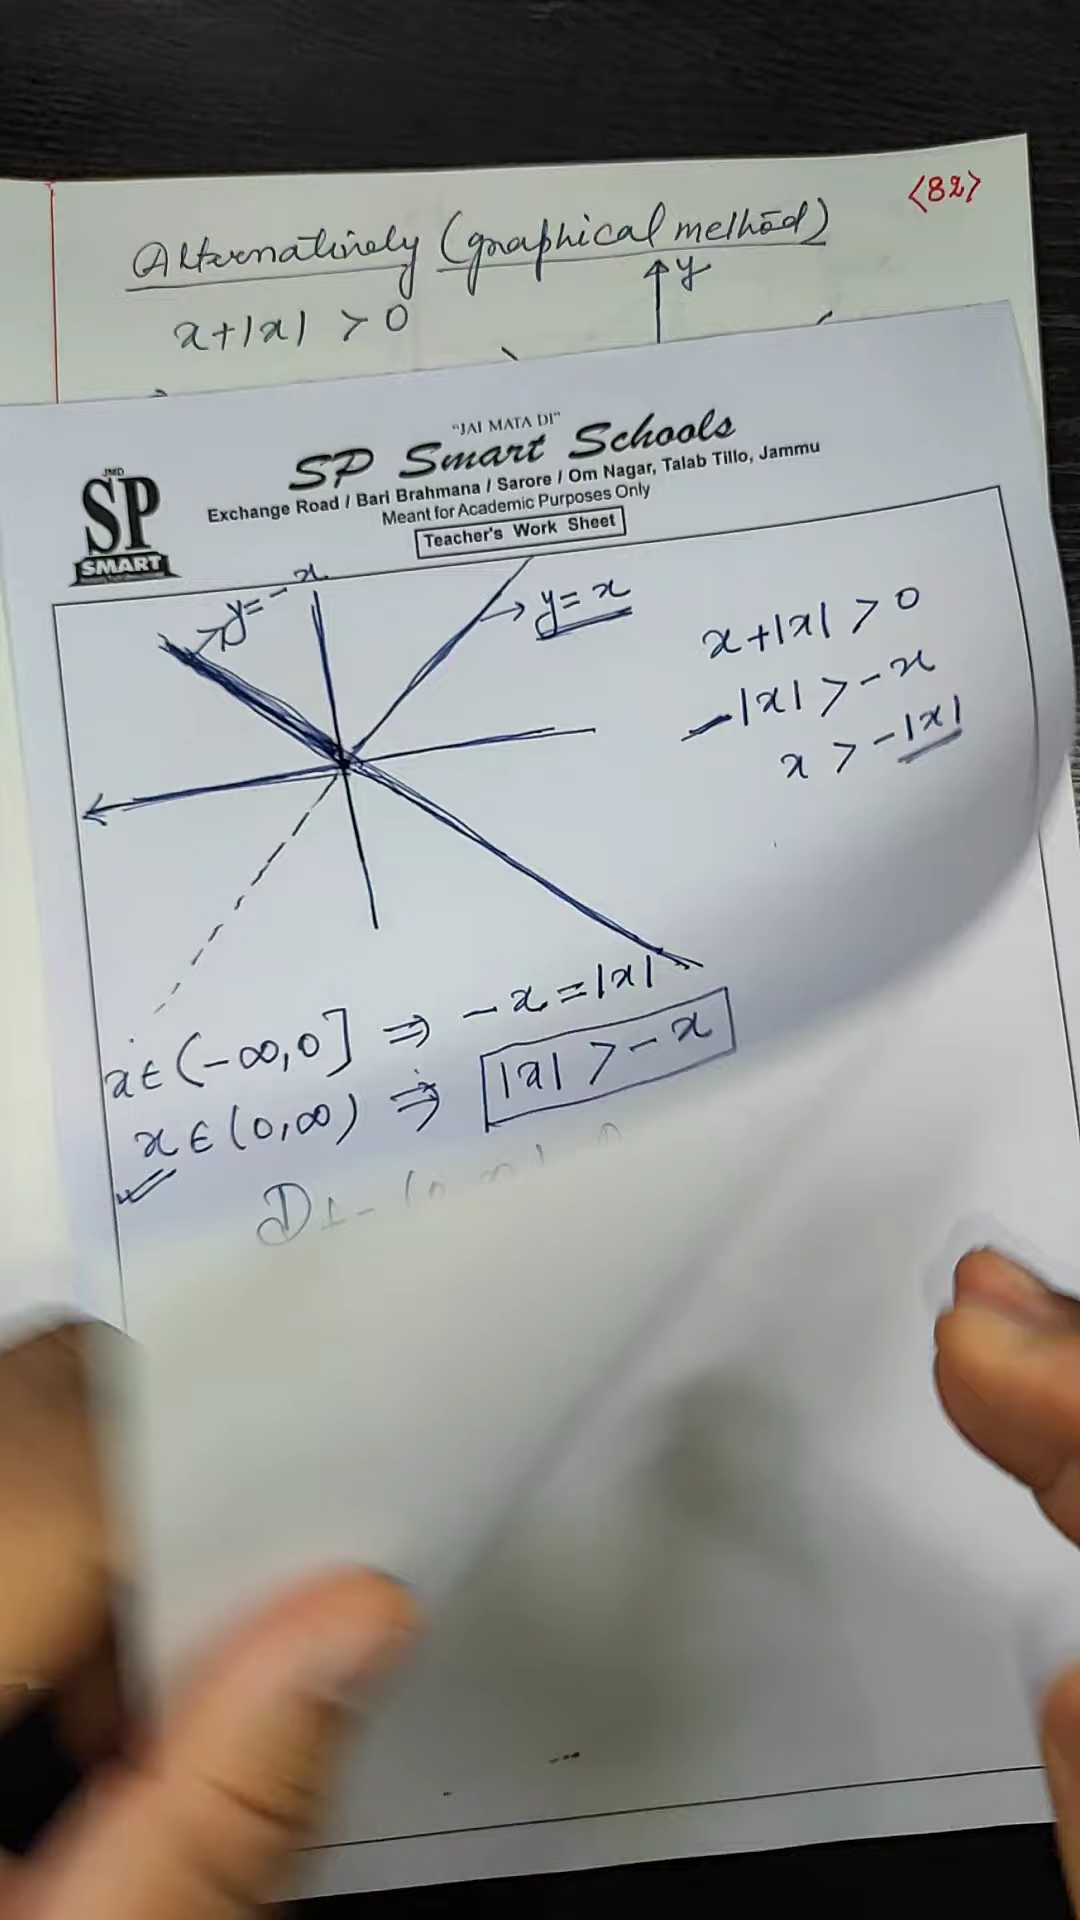 <82>
Alternatively (graphical method)
x+|x| > 0
y
"JAI MATA DI"
SP Smart Schools
JMD
SP
SMART
Exchange Road / Bari Brahmana / Sarore / Om Nagar, Talab Tillo, Jammu
Meant for Academic Purposes Only
Teacher's Work Sheet
y=-x
y=x
x+|x| > 0
|x| > -x
x > -|x|
x∈(-∞,0] ⇒ -x=|x|
x∈(0,∞) ⇒ |x| > -x